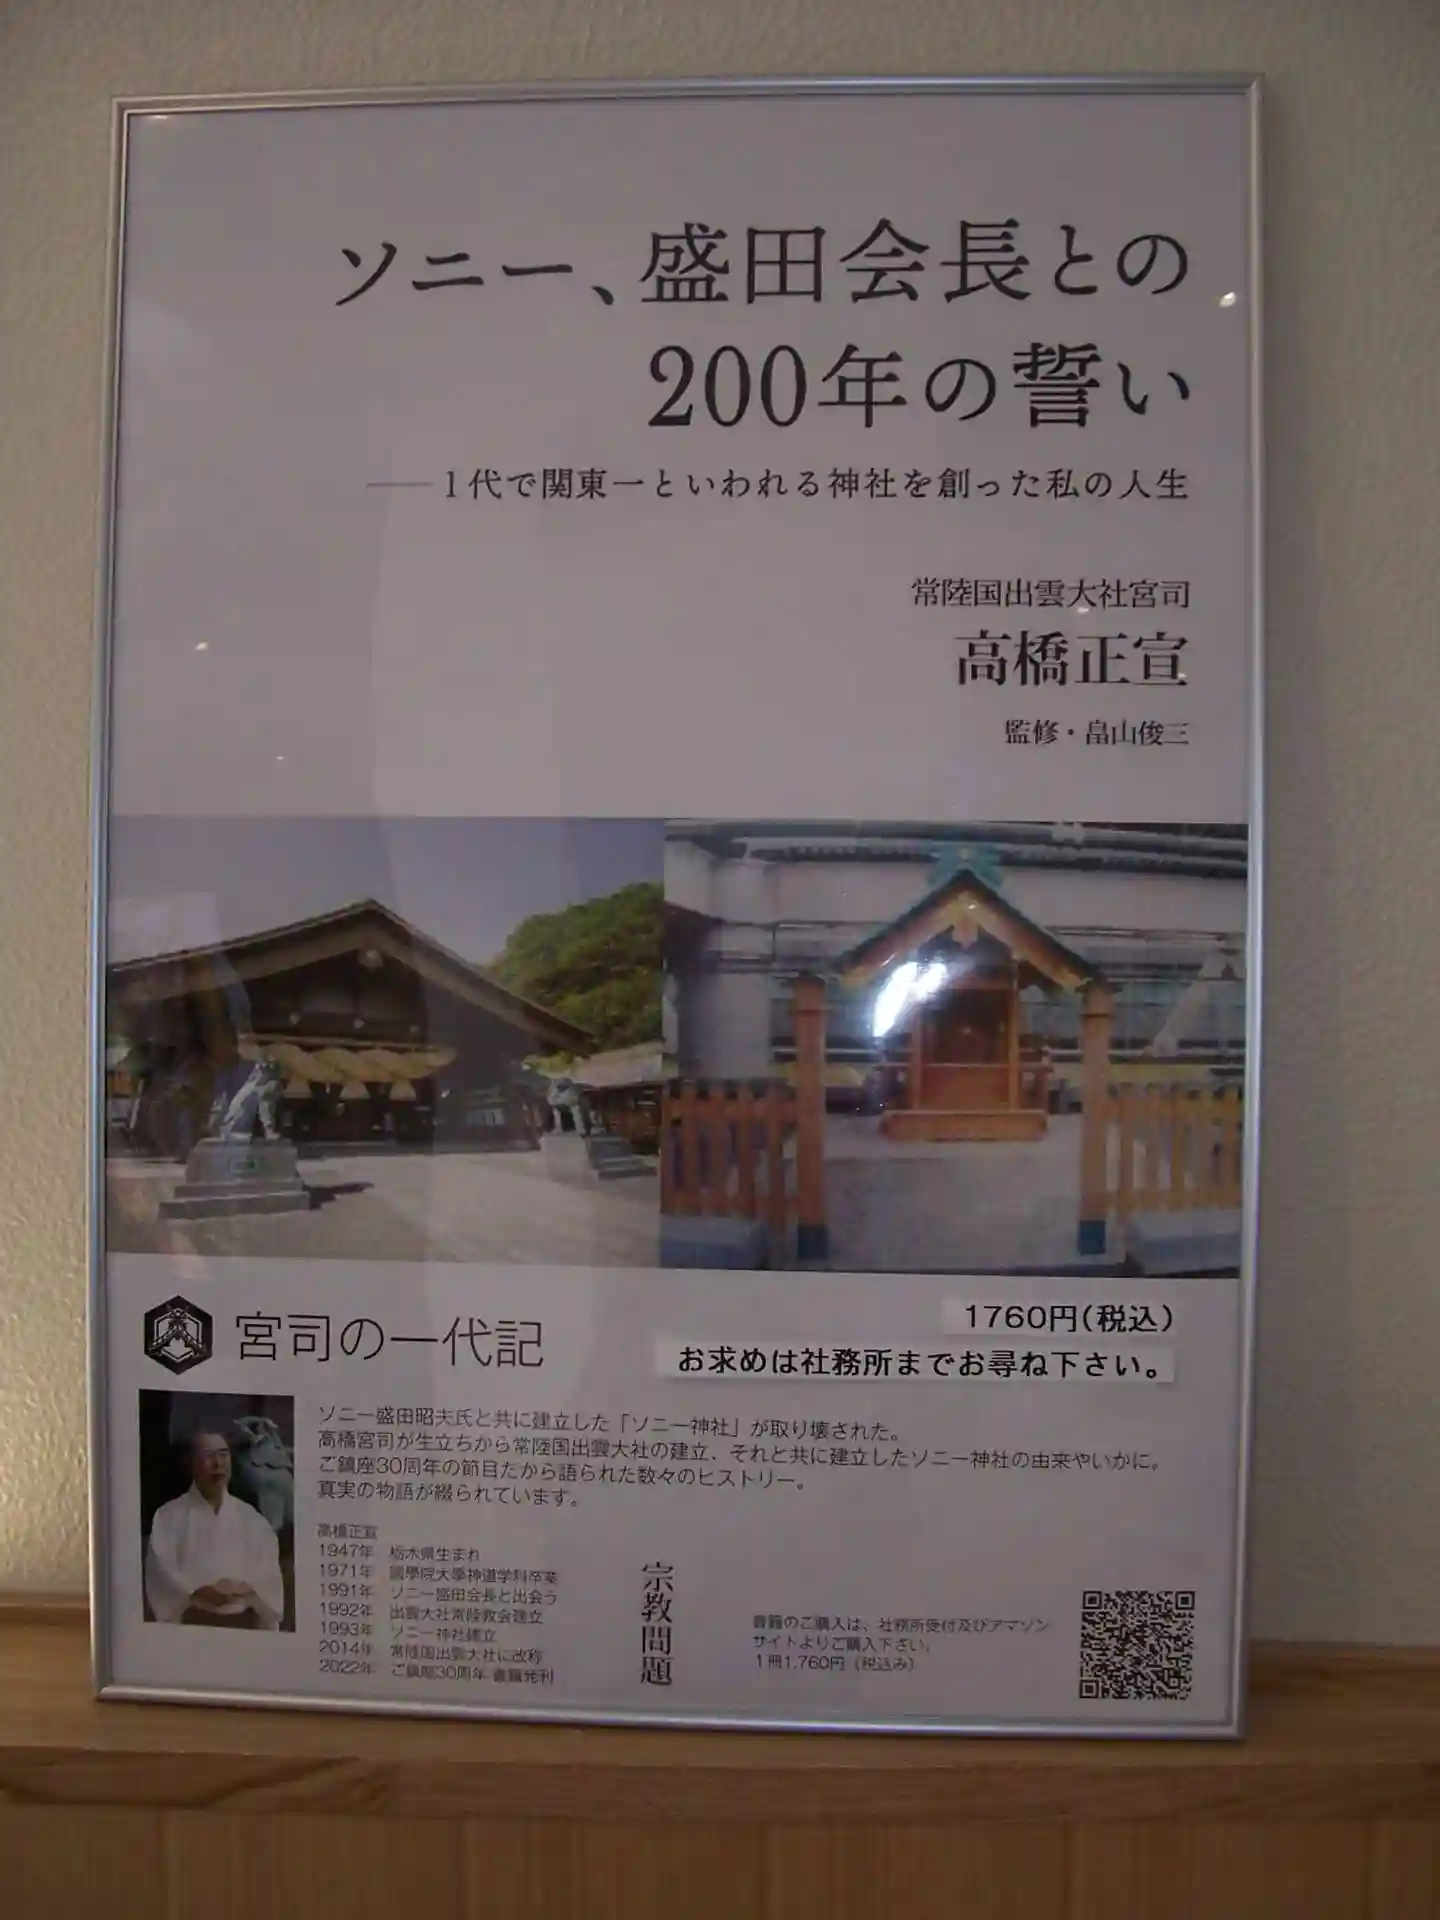 ソニー、盛田会長との
200年の誓い
――1代で関東一といわれる神社を創った私の人生
常陸国出雲大社宮司
高橋正宣
監修・畠山俊三
宮司の一代記
1760円(税込)
お求めは社務所までお尋ね下さい。
ソニー盛田昭夫氏と共に建立した「ソニー神社」が取り壊された。
高橋宮司が生立ちから常陸国出雲大社の建立、それと共に建立したソニー神社の由来やいかに。
ご鎮座30周年の節目だから語られた数々のヒストリー。
真実の物語が綴られています。
高橋正宣
1947年 栃木県生まれ
1971年 國學院大學神道学科卒業
1991年 ソニー盛田会長と出会う
1992年 出雲大社常陸教会建立
1993年 ソニー神社建立
2014年 常陸国出雲大社に改称
2022年 ご鎮座30周年 書籍発刊
宗教問題
書籍のご購入は、社務所受付及びアマゾン
サイトよりご購入下さい。
1冊1,760円（税込み）